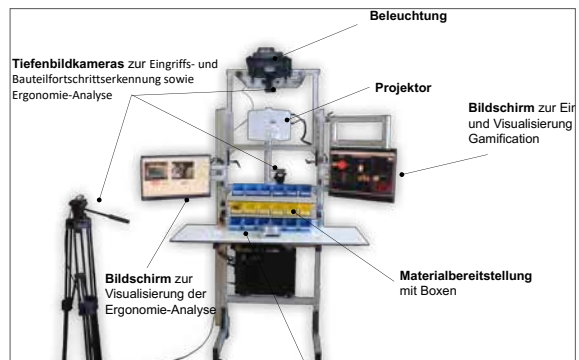 Beleuchtung
Tiefenbildkameras zur Eingriffs- und
Bauteilfortschrittserkennung sowie
Ergonomie-Analyse
Projektor
Bildschirm zur Ein
und Visualisierung
Gamification
Bildschirm zur
Visualisierung der
Ergonomie-Analyse
Materialbereitstellung
mit Boxen